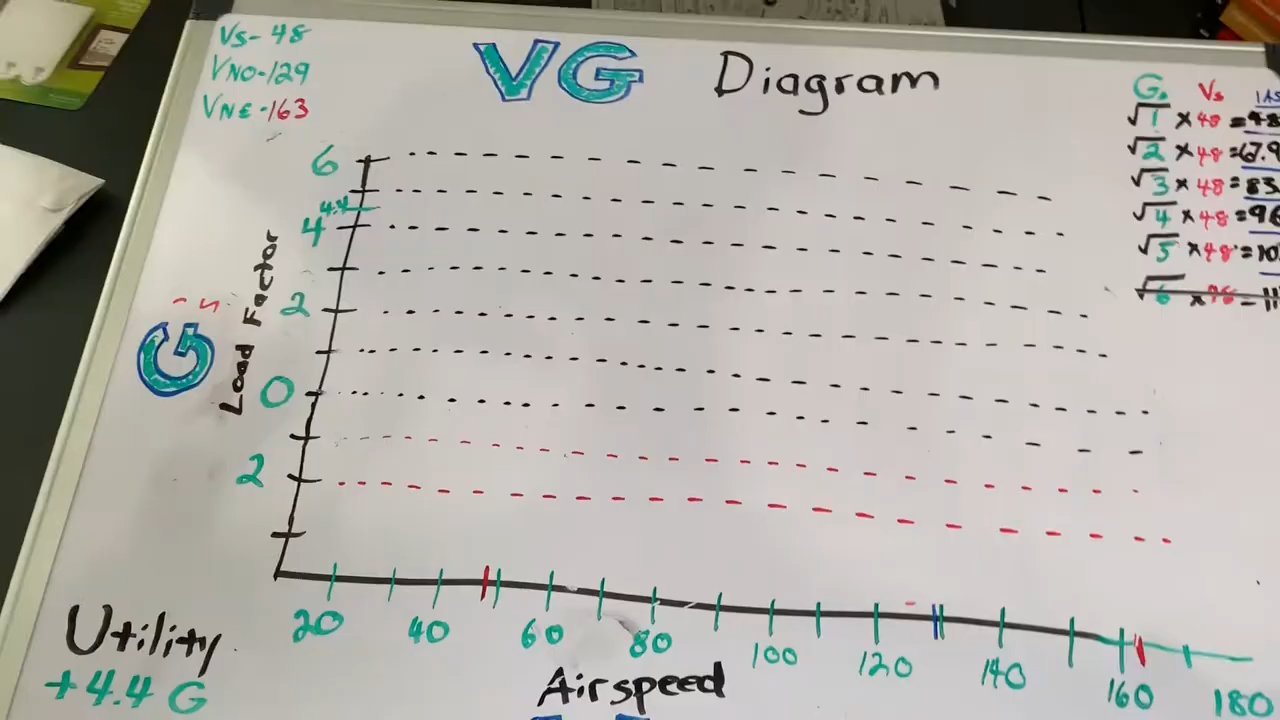 VS- 48
VNO-129
VNE-163
VG Diagram
G. Vs IAS
√1 × 48 = 48
√2 × 48 = 67.9
√3 × 48 = 83
√4 × 48 = 96
√5 × 48 = 10
6
4.4
4
2
0
2
G's
Load Factor
20 40 60 80 100 120 140 160 180
Airspeed
Utility
+4.4 G